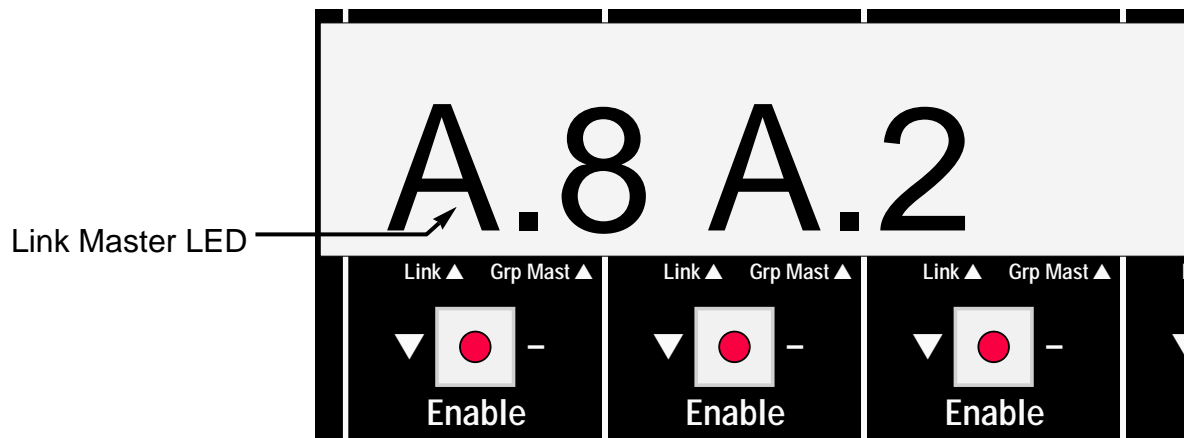 A.8 A.2
Link Master LED
Link ▲ Grp Mast ▲ Link ▲ Grp Mast ▲ Link ▲ Grp Mast ▲
Enable Enable Enable